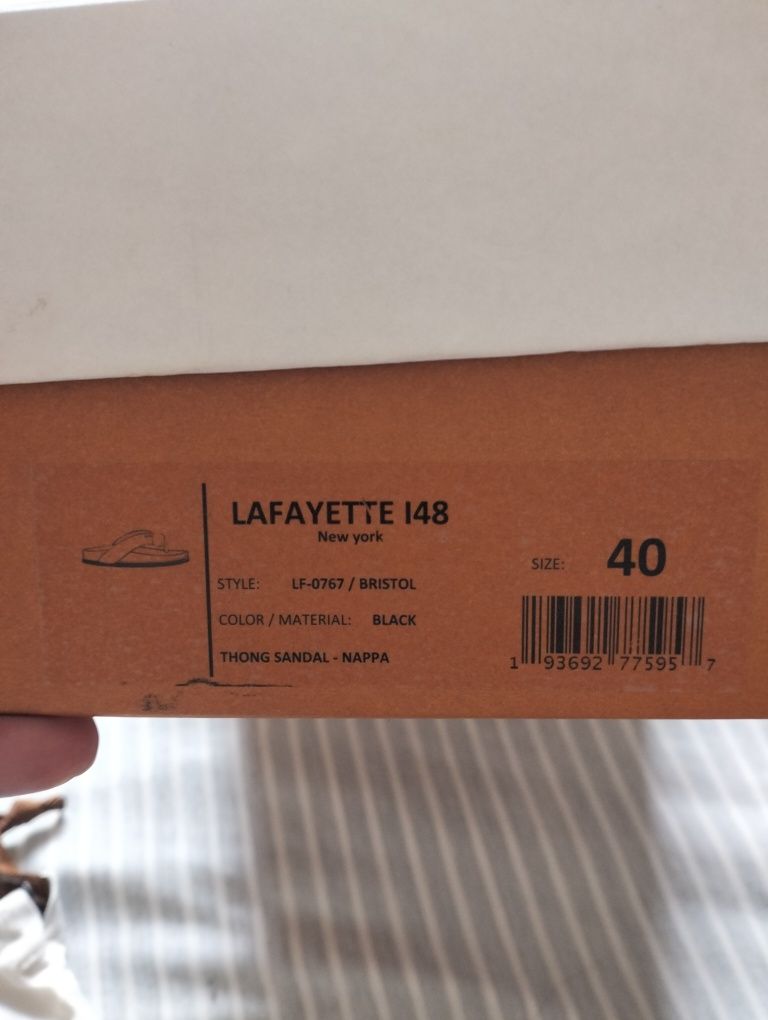 LAFAYETTE I48
New york
STYLE: LF-0767 / BRISTOL
COLOR / MATERIAL: BLACK
THONG SANDAL - NAPPA
SIZE: 40
1 93692 77595 7